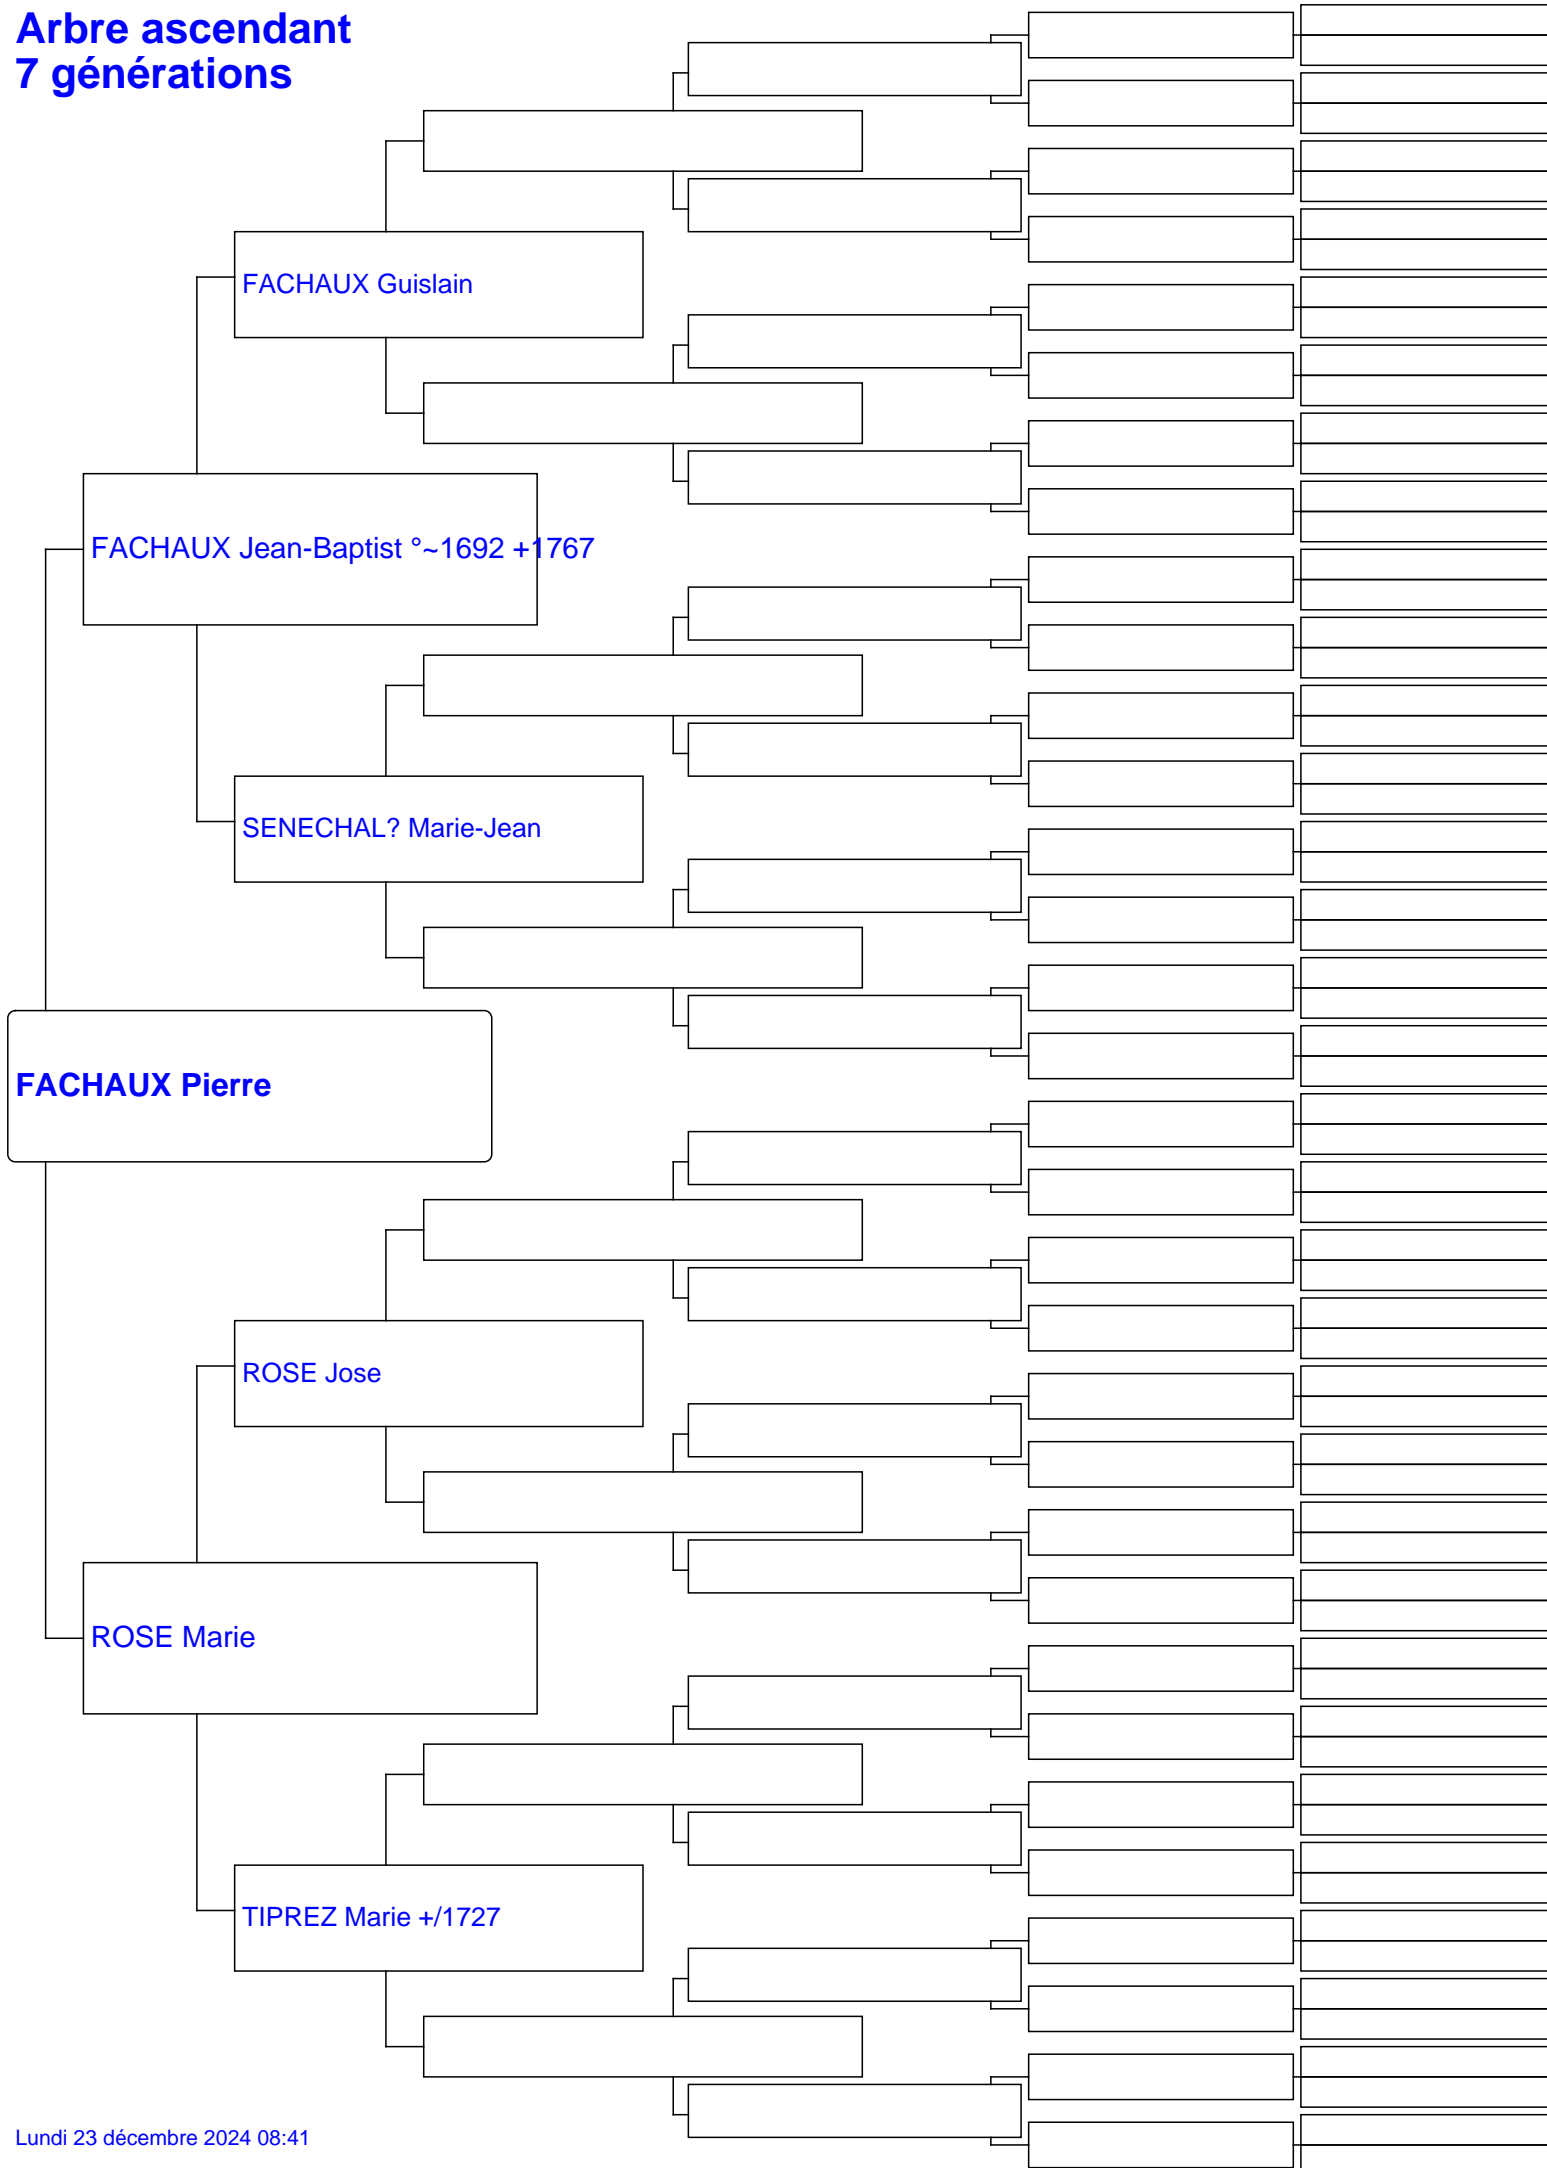 Arbre ascendant
7 générations
FACHAUX Guislain
FACHAUX Jean-Baptist °~1692 +1767
SENECHAL? Marie-Jean
FACHAUX Pierre
ROSE Jose
ROSE Marie
TIPREZ Marie +/1727
Lundi 23 décembre 2024 08:41